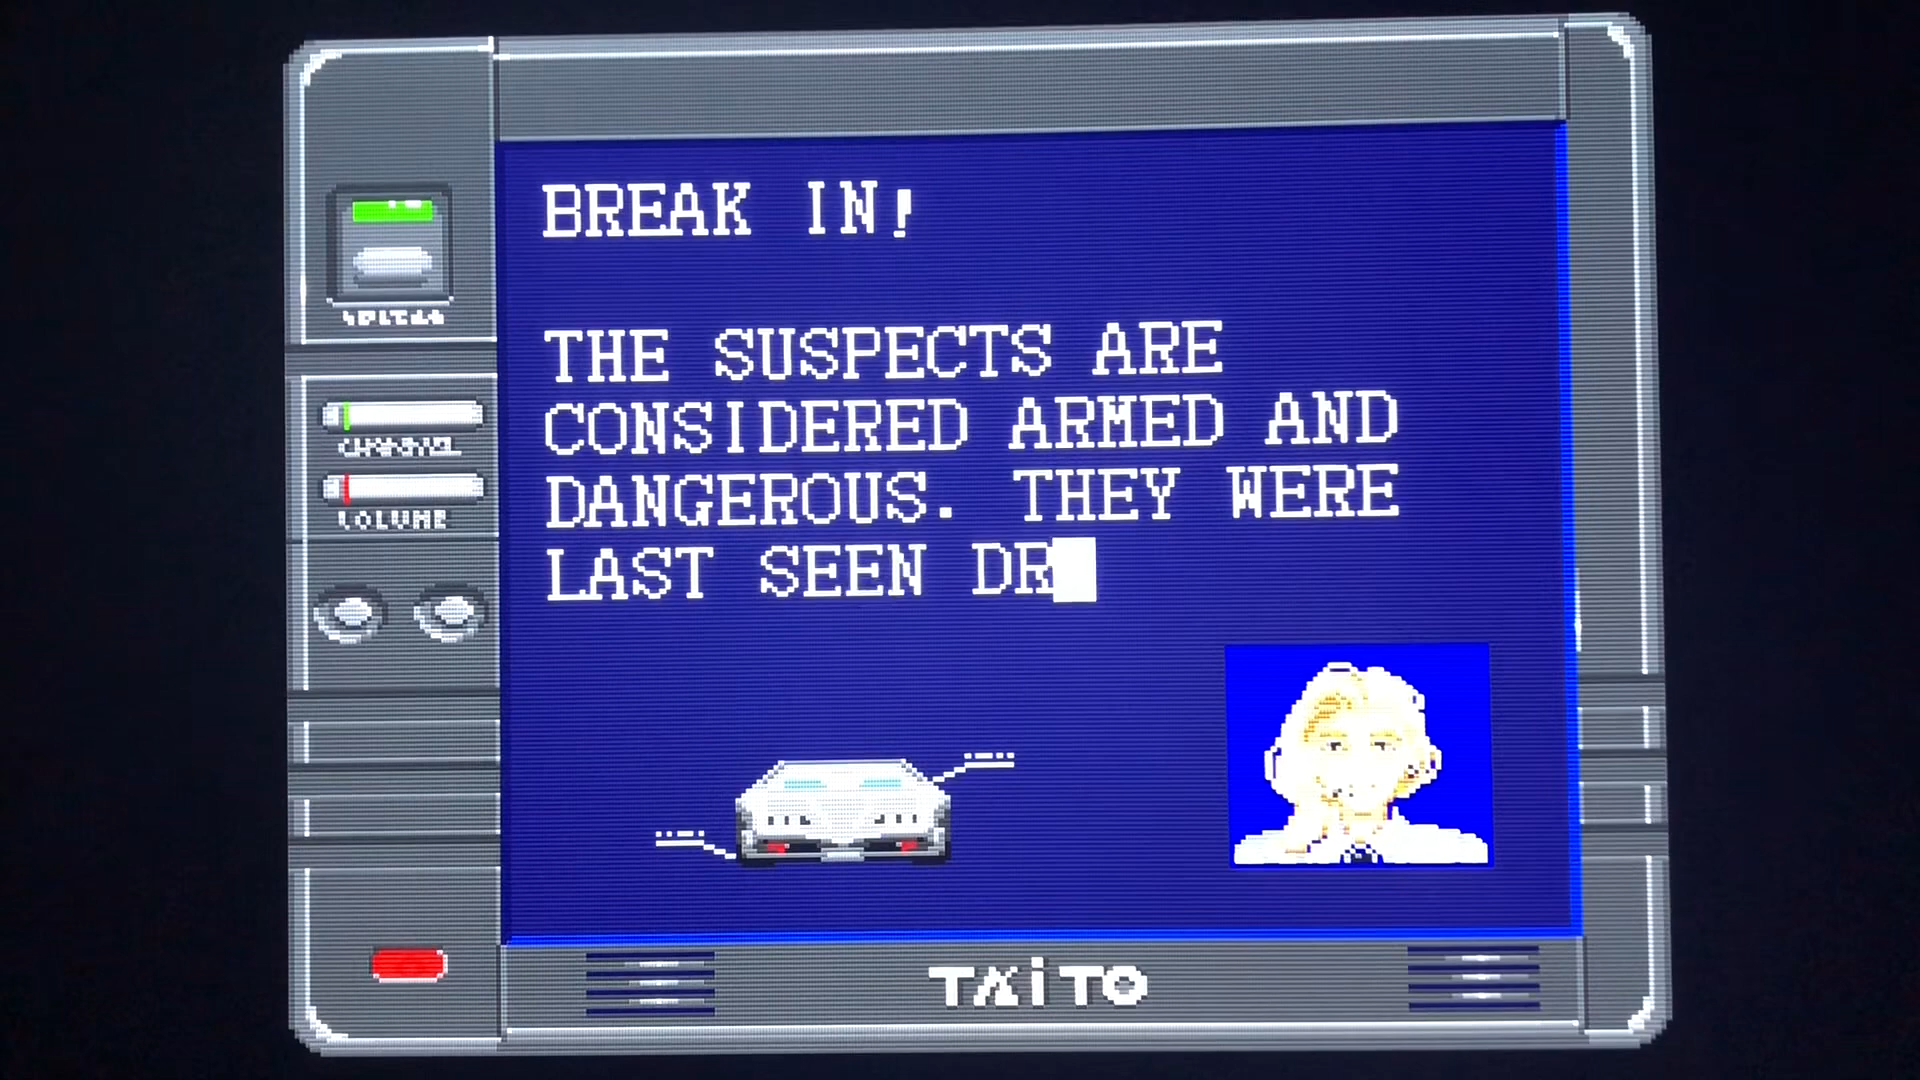 BREAK IN!
THE SUSPECTS ARE
CONSIDERED ARMED AND
DANGEROUS. THEY WERE
LAST SEEN DR
VOLUME
TAITO